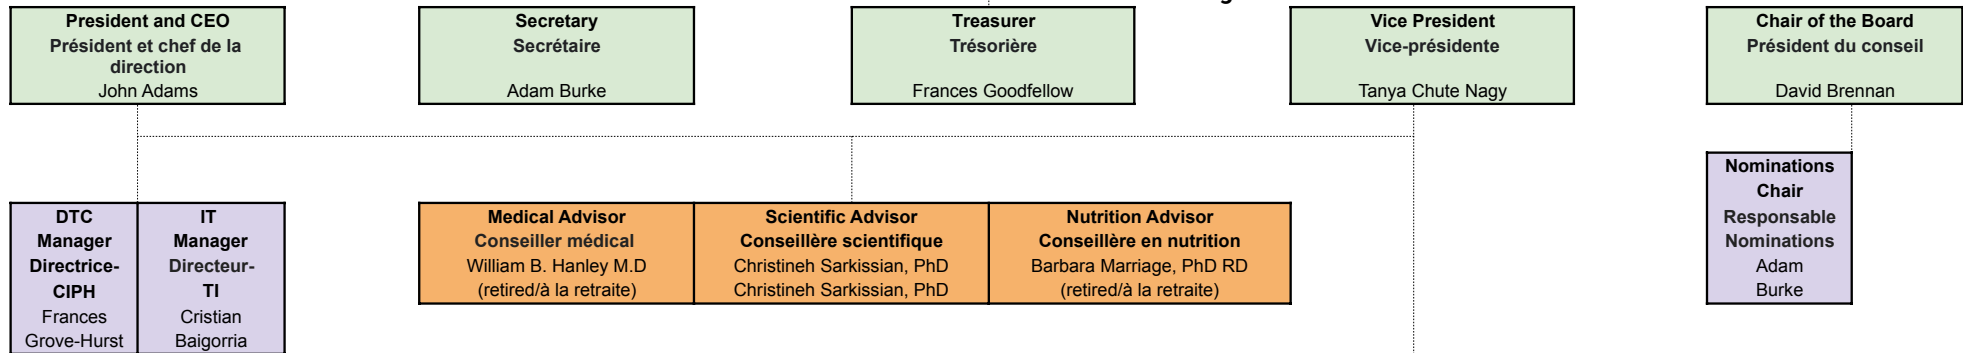 President and CEO
Président et chef de la
direction
John Adams
Secretary
Secrétaire
Adam Burke
Treasurer
Trésorière
Frances Goodfellow
Vice President
Vice-présidente
Tanya Chute Nagy
Chair of the Board
Président du conseil
David Brennan
Nominations
Chair
Responsable
Nominations
Adam
Burke
DTC
Manager
Directrice-
CIPH
Frances
Grove-Hurst
IT
Manager
Directeur-
TI
Cristian
Baigorria
Medical Advisor
Conseiller médical
William B. Hanley M.D
(retired/à la retraite)
Scientific Advisor
Conseillère scientifique
Christineh Sarkissian, PhD
Christineh Sarkissian, PhD
Nutrition Advisor
Conseillère en nutrition
Barbara Marriage, PhD RD
(retired/à la retraite)